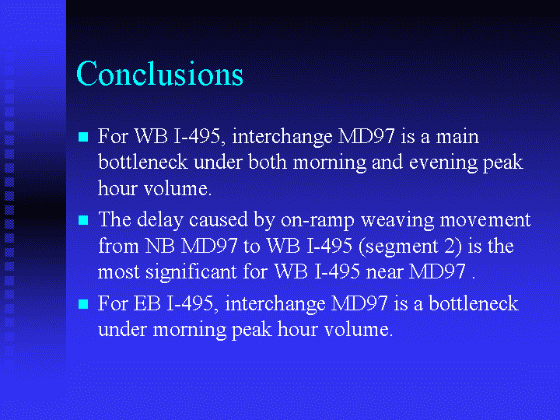 Conclusions
For WB I-495, interchange MD97 is a main
bottleneck under both morning and evening peak
hour volume.
The delay caused by on-ramp weaving movement
from NB MD97 to WB I-495 (segment 2) is the
most significant for WB I-495 near MD97 .
For EB I-495, interchange MD97 is a bottleneck
under morning peak hour volume.